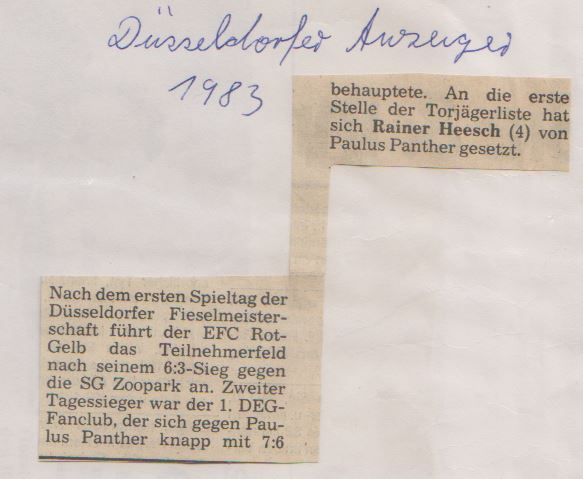 Düsseldorfer Anzeiger
1983
Nach dem ersten Spieltag der
Düsseldorfer Fieselmeister-
schaft führt der EFC Rot-
Gelb das Teilnehmerfeld
nach seinem 6:3-Sieg gegen
die SG Zoopark an. Zweiter
Tagessieger war der 1. DEG-
Fanclub, der sich gegen Pau-
lus Panther knapp mit 7:6
behauptete. An die erste
Stelle der Torjägerliste hat
sich Rainer Heesch (4) von
Paulus Panther gesetzt.